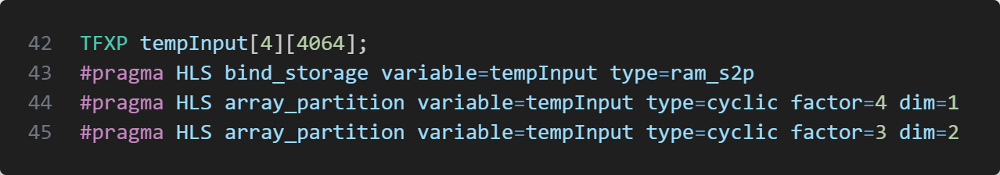 42 TFXP tempInput[4][4064];
43 #pragma HLS bind_storage variable=tempInput type=ram_s2p
44 #pragma HLS array_partition variable=tempInput type=cyclic factor=4 dim=1
45 #pragma HLS array_partition variable=tempInput type=cyclic factor=3 dim=2